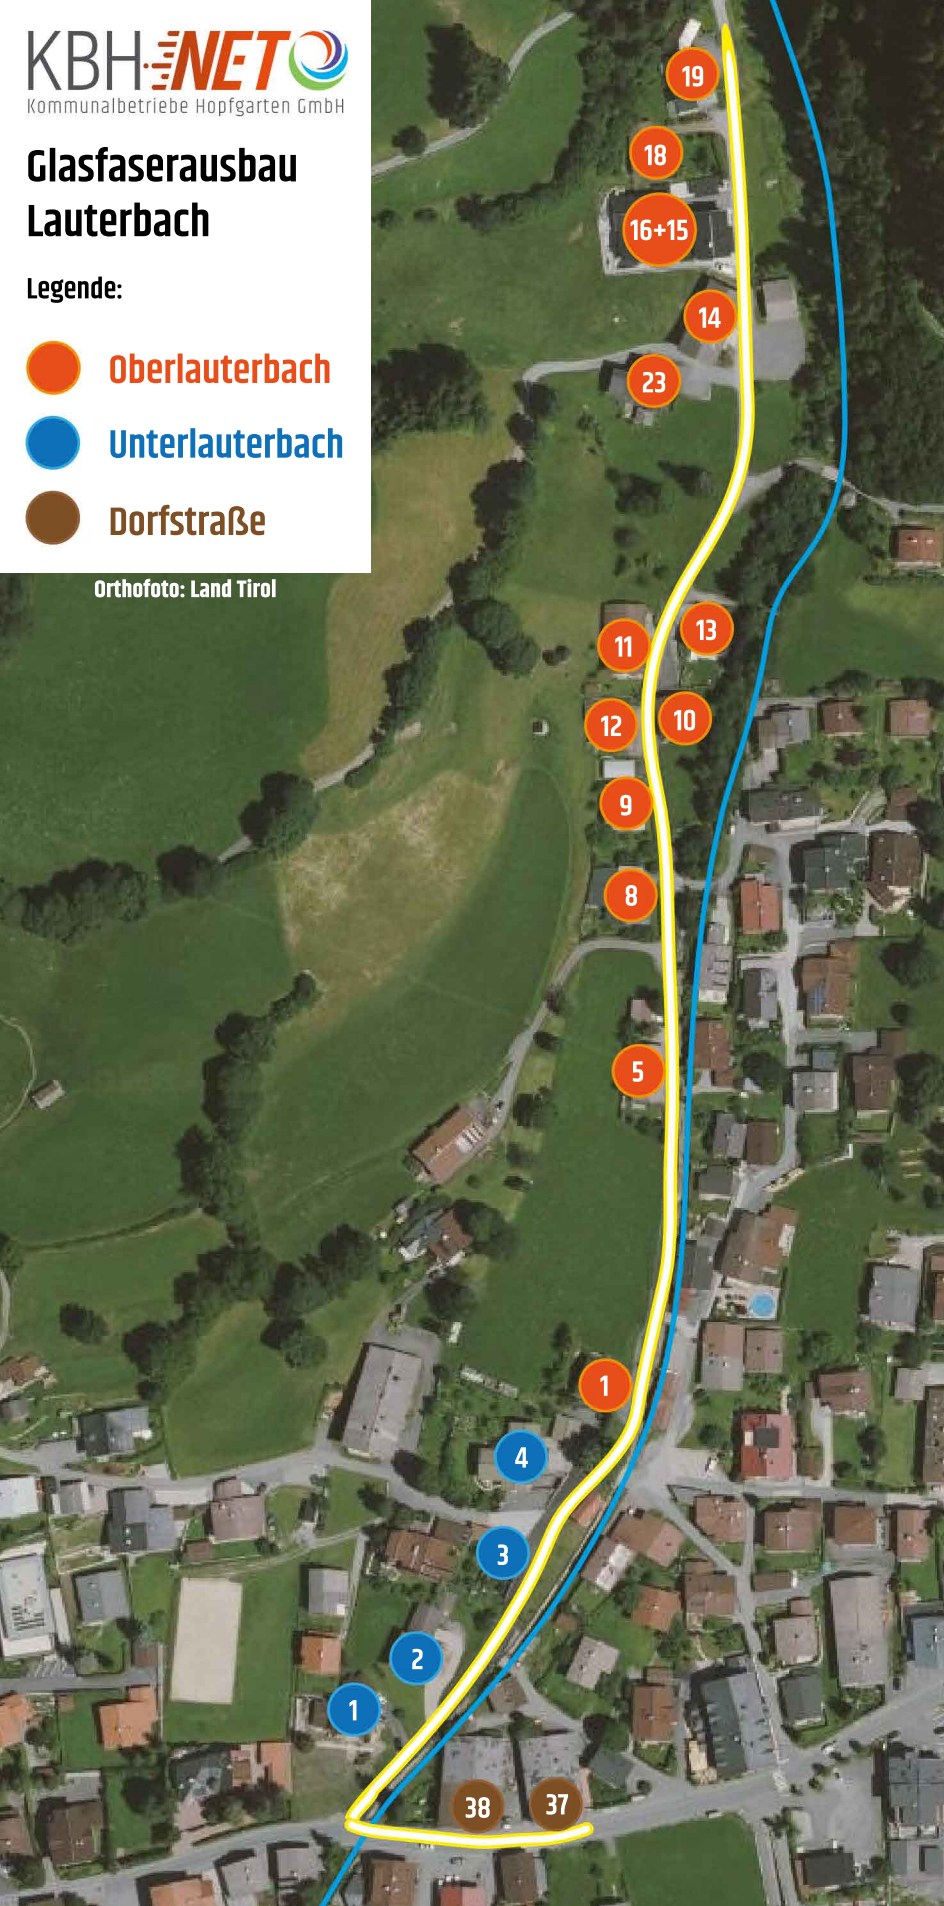 KBH NET
Kommunalbetriebe Hopfgarten GmbH
Glasfaserausbau
Lauterbach
Legende:
Oberlauterbach
Unterlauterbach
Dorfstraße
Orthofoto: Land Tirol
19
18
16+15
14
23
13
11
10
12
9
8
5
1
4
3
2
1
38
37